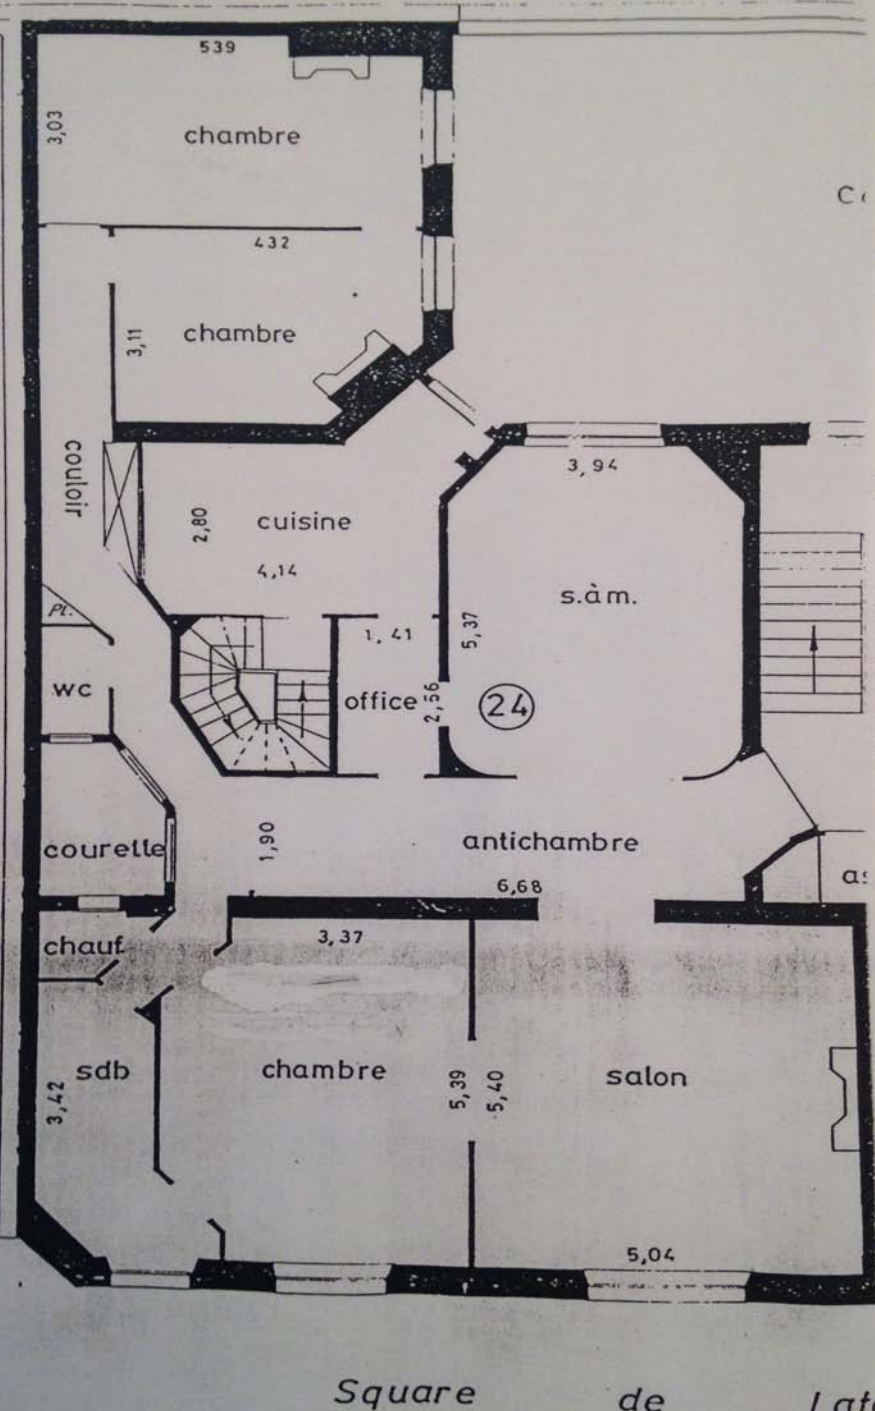 539
3,03
chambre
432
3,11
chambre
couloir
2,80
cuisine
4,14
3,94
s.àm.
5,37
Pl.
1,41
wc
office
2,56
24
courette
1,90
antichambre
6,68
chauf.
3,37
sdb
3,42
chambre
5,39
5,40
salon
5,04
Square de